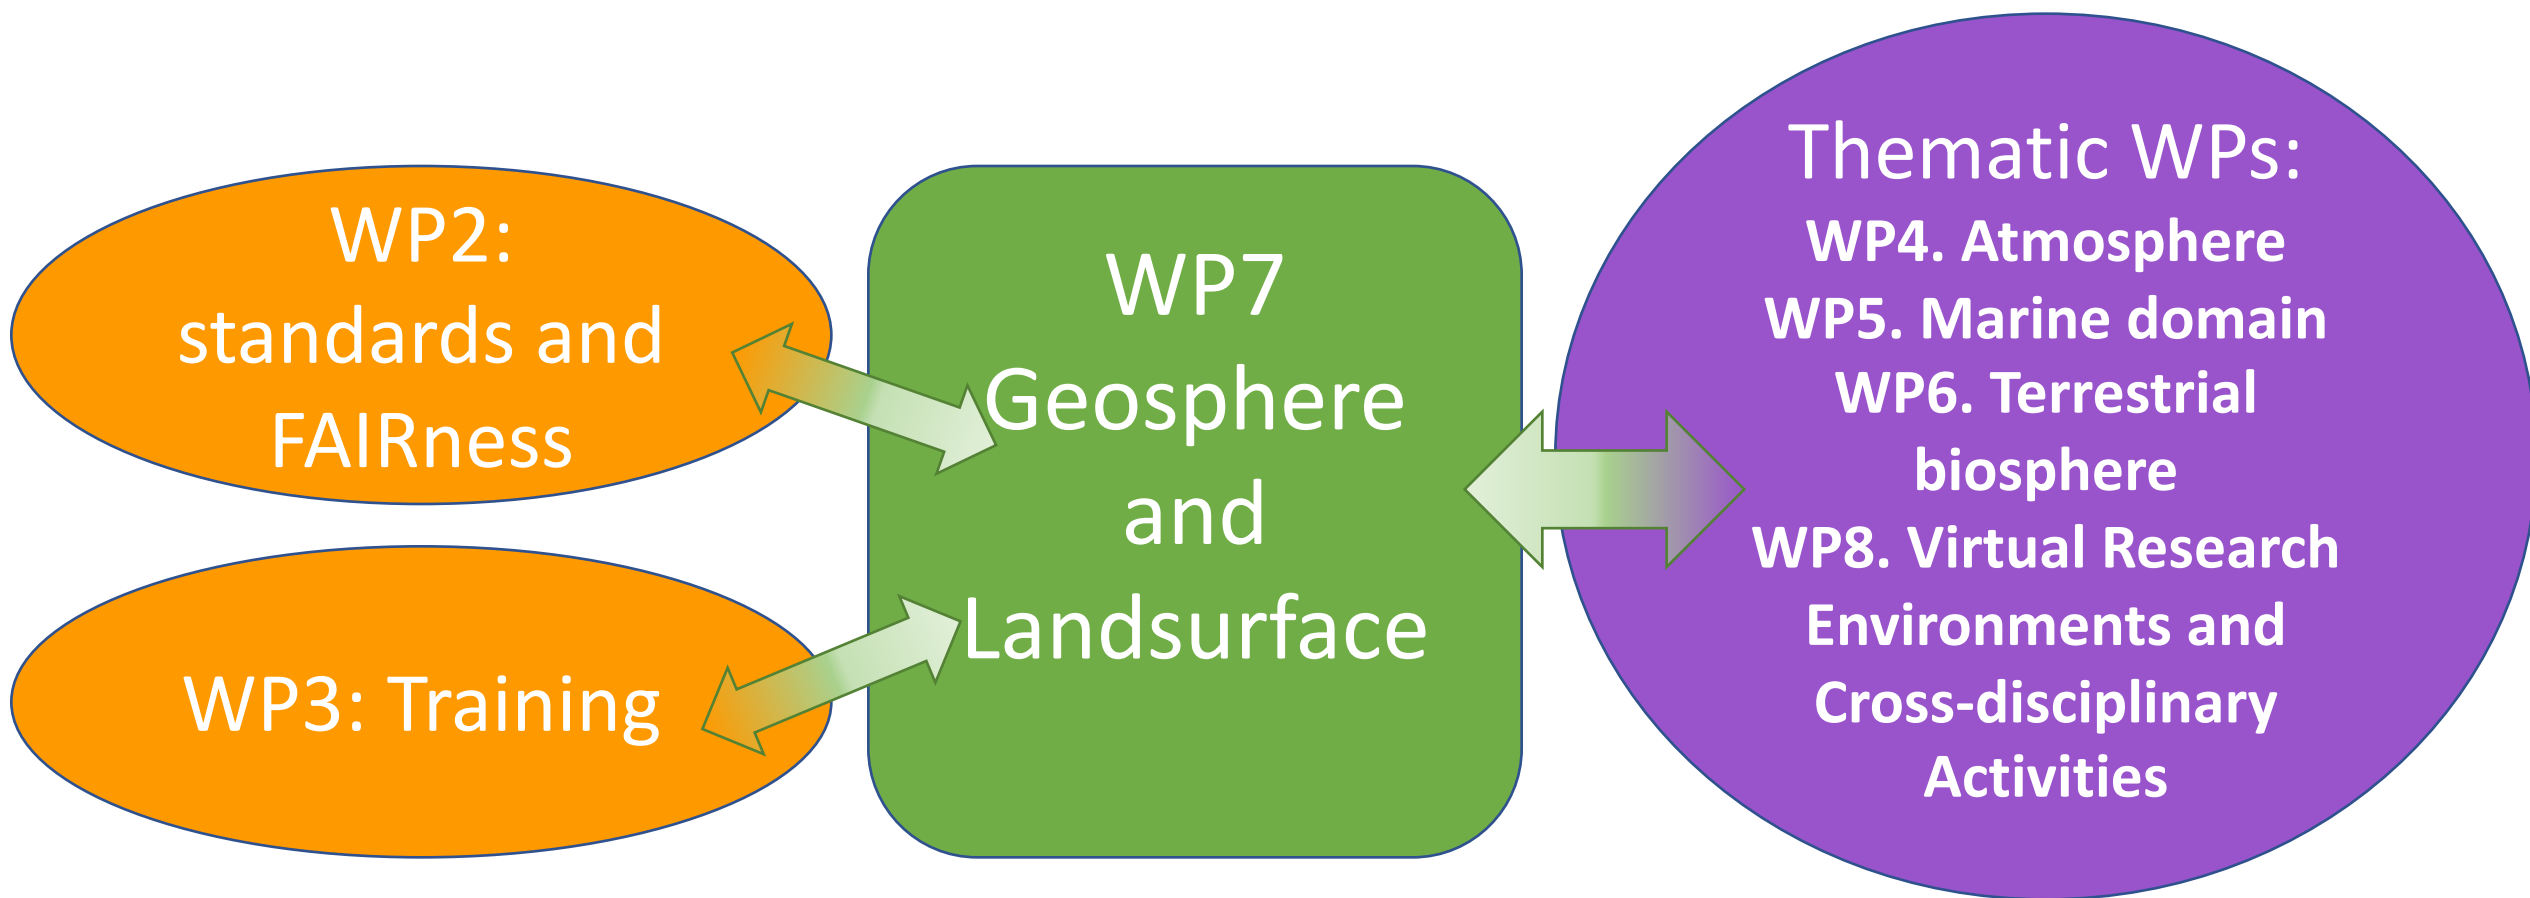 WP2:
standards and
FAIRness
WP3: Training
WP7
Geosphere
and
Landsurface
Thematic WPs:
WP4. Atmosphere
WP5. Marine domain
WP6. Terrestrial
biosphere
WP8. Virtual Research
Environments and
Cross-disciplinary
Activities